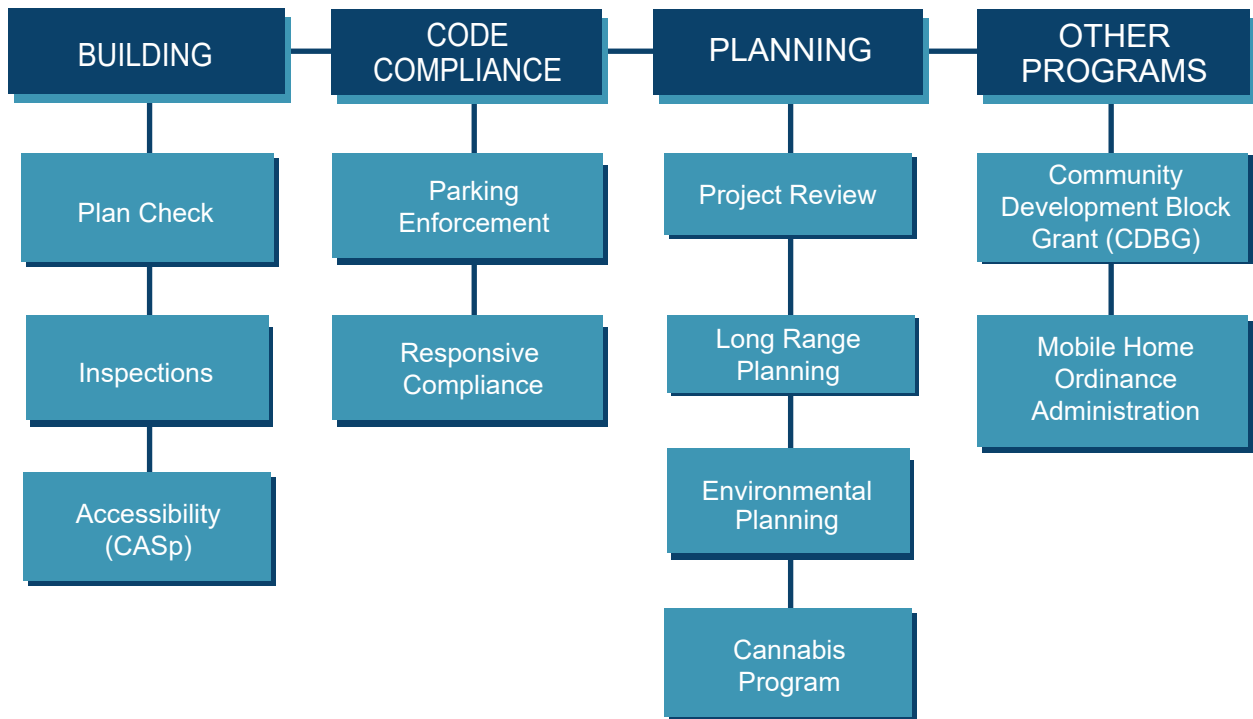 BUILDING
Plan Check
Inspections
Accessibility
(CASp)
CODE
COMPLIANCE
Parking
Enforcement
Responsive
Compliance
PLANNING
Project Review
Long Range
Planning
Environmental
Planning
Cannabis
Program
OTHER
PROGRAMS
Community
Development Block
Grant (CDBG)
Mobile Home
Ordinance
Administration